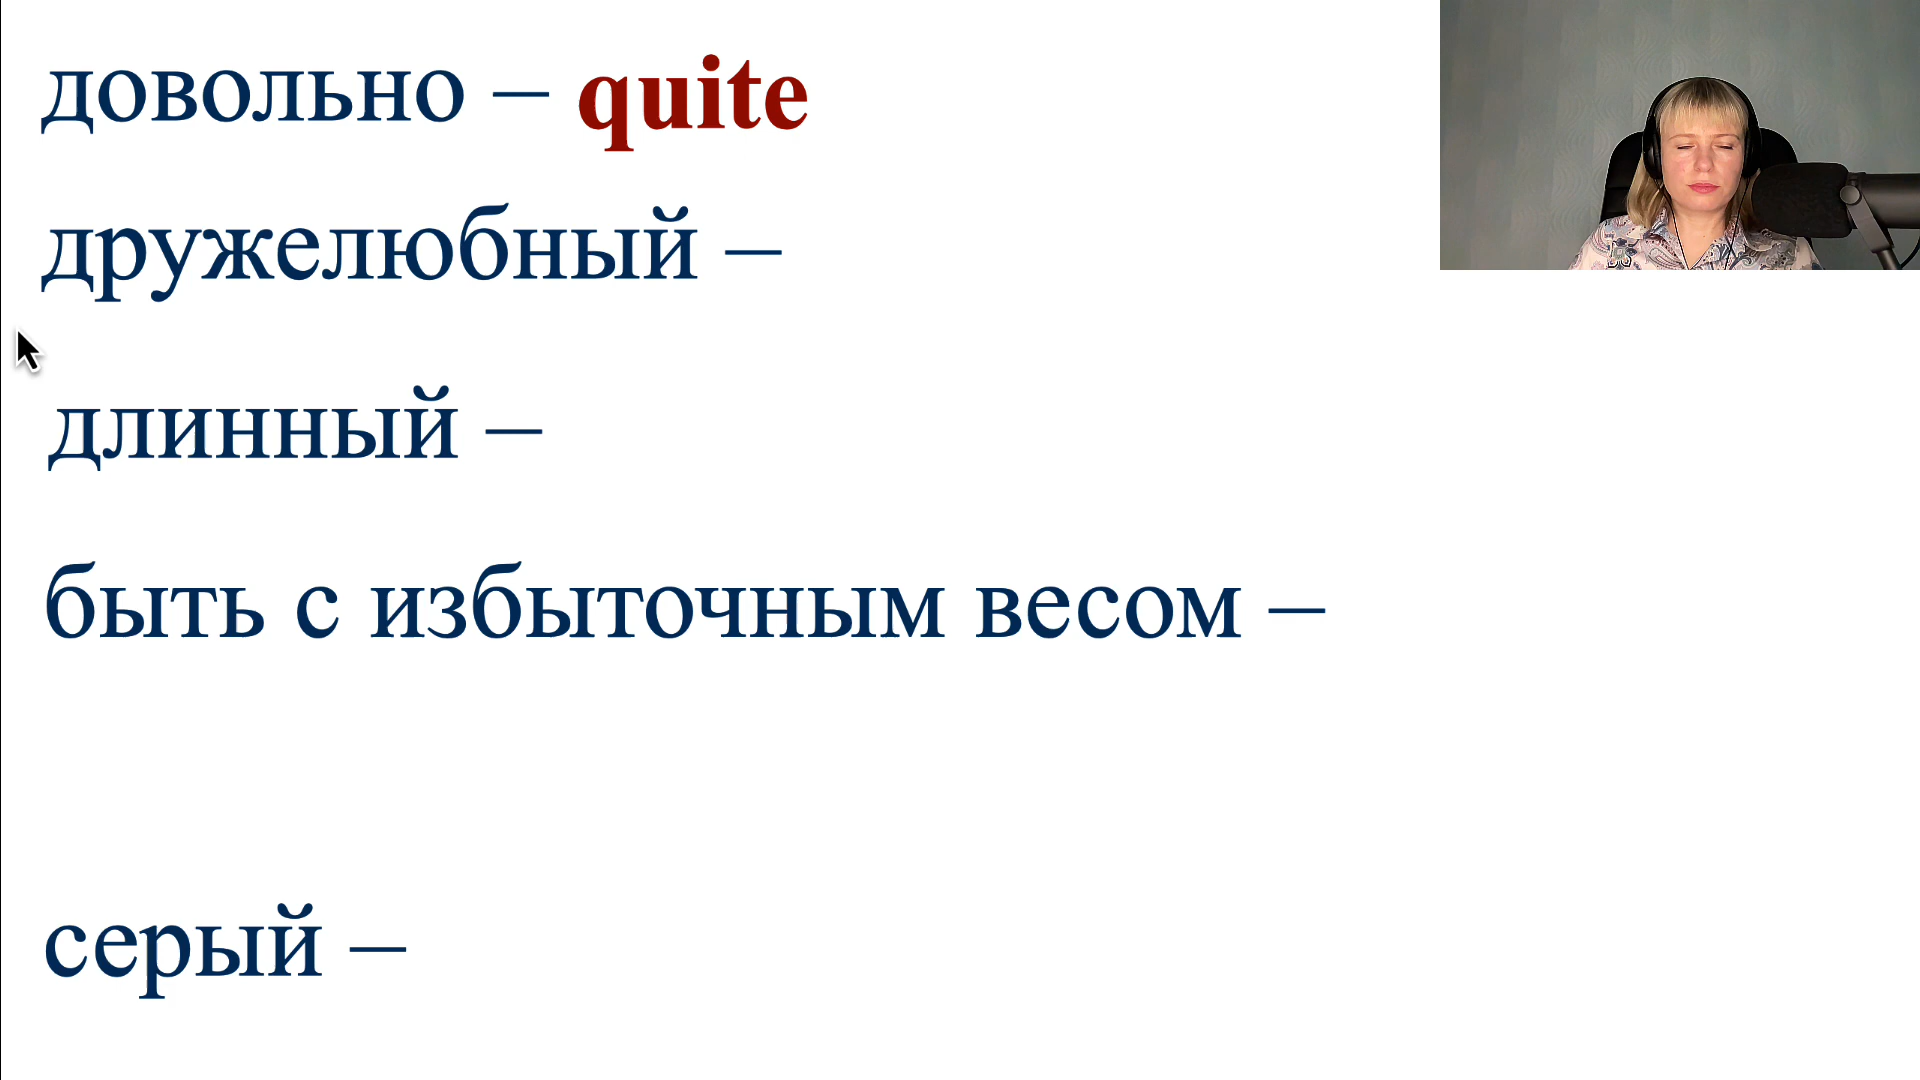 довольно – quite
дружелюбный –
длинный –
быть с избыточным весом –
серый –